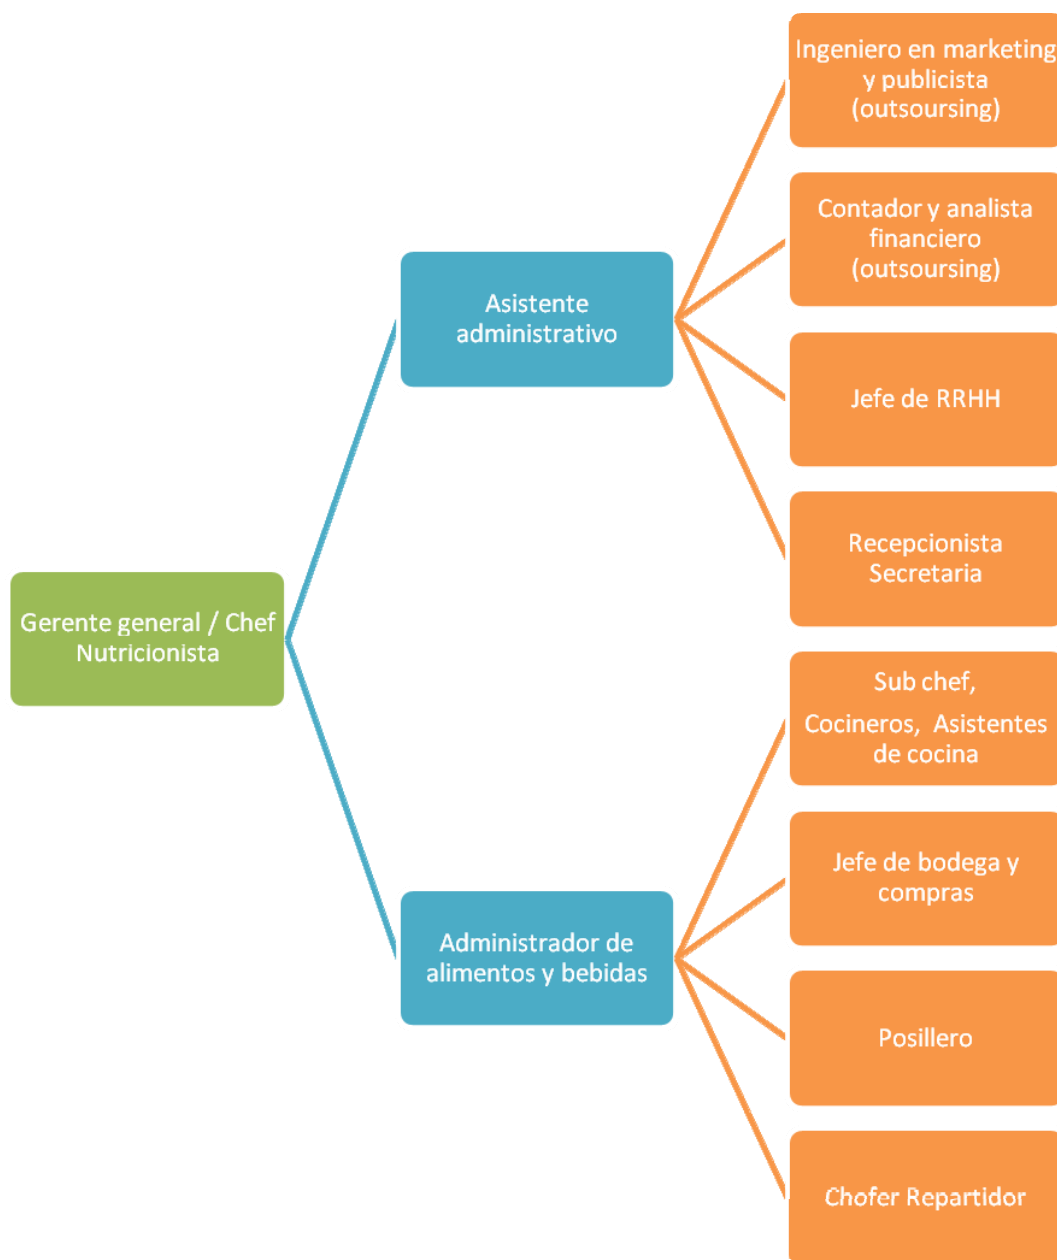 Ingeniero en marketing
y publicista
(outsoursing)
Contador y analista
financiero
(outsoursing)
Asistente
administrativo
Jefe de RRHH
Recepcionista
Secretaria
Gerente general / Chef
Nutricionista
Sub chef,
Cocineros, Asistentes
de cocina
Jefe de bodega y
compras
Administrador de
alimentos y bebidas
Posillero
Chofer Repartidor